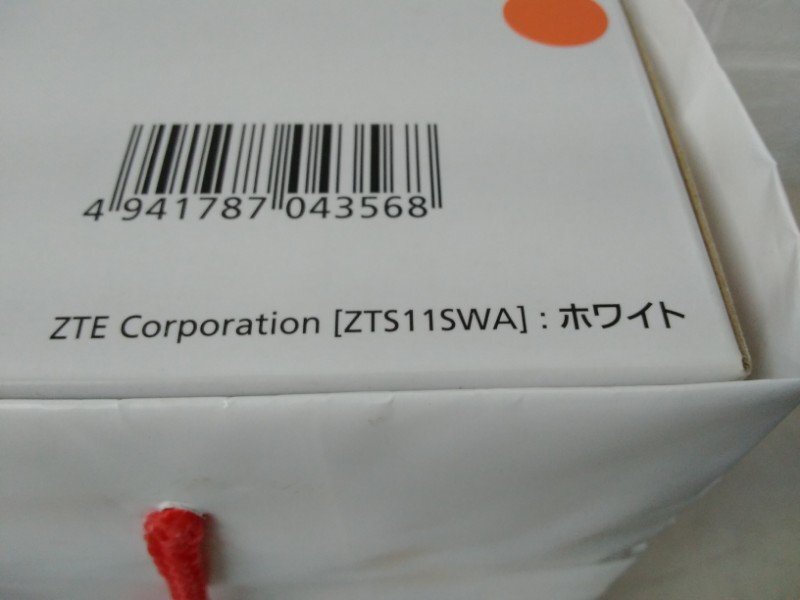 4 941787 043568
ZTE Corporation [ZTS11SWA] : ホワイト